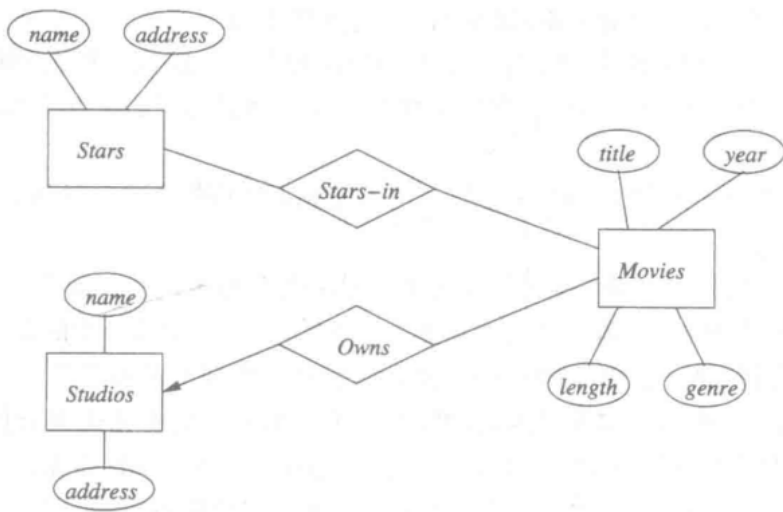 name
address
Stars
Stars-in
title
year
Movies
name
Owns
Studios
length
genre
address